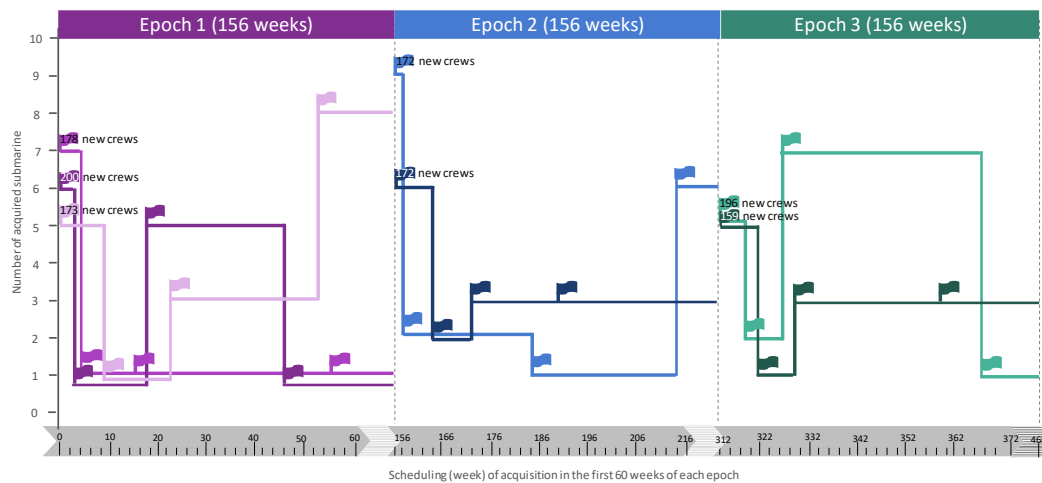 Epoch 1 (156 weeks) Epoch 2 (156 weeks) Epoch 3 (156 weeks)
10
9
8
7
6
5
4
3
2
1
0
Number of acquired submarine
178 new crews
200 new crews
173 new crews
172 new crews
172 new crews
196 new crews
159 new crews
0 10 20 30 40 50 60 156 166 176 186 196 206 216 312 322 332 342 352 362 372
Scheduling (week) of acquisition in the first 60 weeks of each epoch